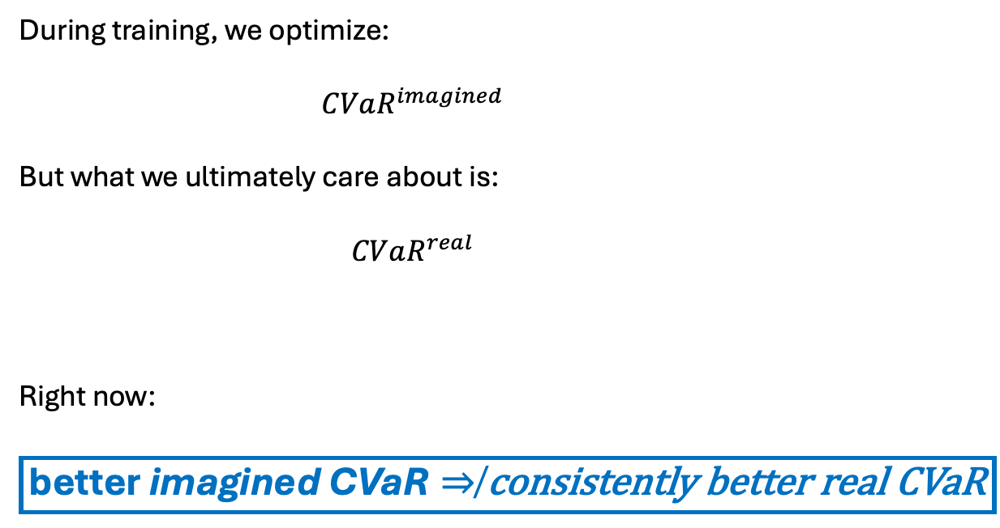 During training, we optimize:
CVaR^imagined
But what we ultimately care about is:
CVaR^real
Right now:
better imagined CVaR ⇒/consistently better real CVaR